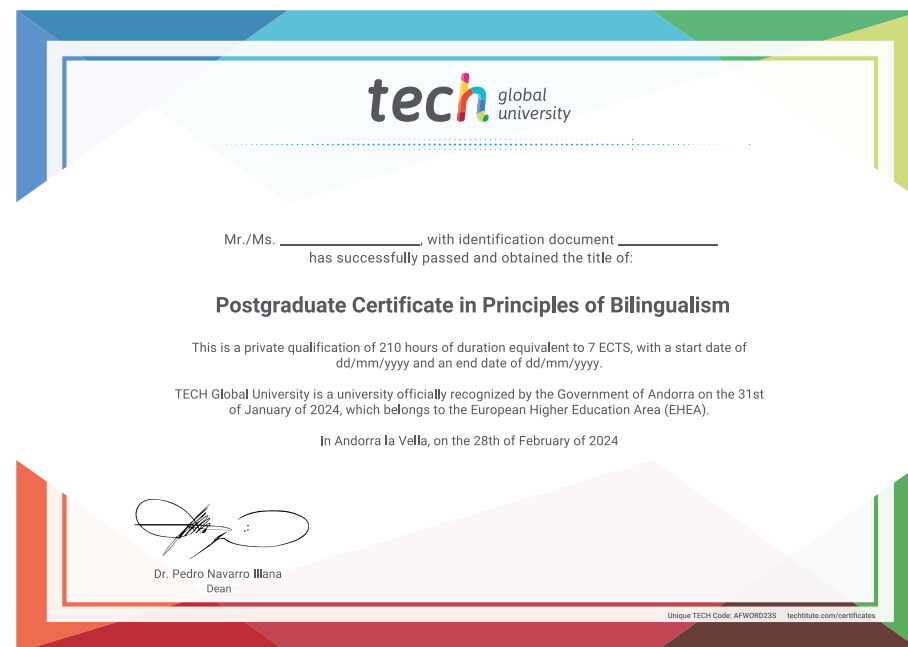 tech global university
Mr./Ms. ____________, with identification document ____________
has successfully passed and obtained the title of:
Postgraduate Certificate in Principles of Bilingualism
This is a private qualification of 210 hours of duration equivalent to 7 ECTS, with a start date of
dd/mm/yyyy and an end date of dd/mm/yyyy.
TECH Global University is a university officially recognized by the Government of Andorra on the 31st
of January of 2024, which belongs to the European Higher Education Area (EHEA).
In Andorra la Vella, on the 28th of February of 2024
Dr. Pedro Navarro Illana
Dean
Unique TECH Code: AFWORD23S techtitute.com/certificates